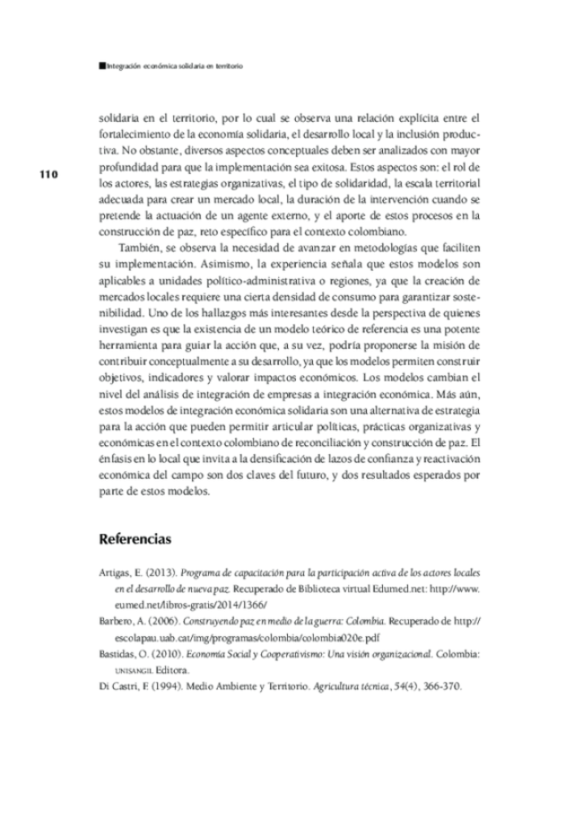 Integración económica solidaria en territorio
solidaria en el territorio, por lo cual se observa una relación explícita entre el
fortalecimiento de la economía solidaria, el desarrollo local y la inclusión produc-
tiva. No obstante, diversos aspectos conceptuales deben ser analizados con mayor
profundidad para que la implementación sea exitosa. Estos aspectos son: el rol de
110
los actores, las estrategias organizativas, el tipo de solidaridad, la escala territorial
adecuada para crear un mercado local, la duración de la intervención cuando se
pretende la actuación de un agente externo, y el aporte de estos procesos en la
construcción de paz, reto específico para el contexto colombiano.
También, se observa la necesidad de avanzar en metodologías que faciliten
su implementación. Asimismo, la experiencia señala que estos modelos son
aplicables a unidades político-administrativa o regiones, ya que la creación de
mercados locales requiere una cierta densidad de consumo para garantizar soste-
nibilidad. Uno de los hallazgos más interesantes desde la perspectiva de quienes
investigan es que la existencia de un modelo teórico de referencia es una potente
herramienta para guiar la acción que, a su vez, podría proponerse la misión de
contribuir conceptualmente a su desarrollo, ya que los modelos permiten construir
objetivos, indicadores y valorar impactos económicos. Los modelos cambian el
nivel del análisis de integración de empresas a integración económica. Más aún,
estos modelos de integración económica solidaria son una alternativa de estrategia
para la acción que pueden permitir articular políticas, prácticas organizativas y
económicas en el contexto colombiano de reconciliación y construcción de paz. El
énfasis en lo local que invita a la densificación de lazos de confianza y reactivación
económica del campo son dos claves del futuro, y dos resultados esperados por
parte de estos modelos.
Referencias
Artigas, E. (2013). Programa de capacitación para la participación activa de los actores locales
en el desarrollo de nueva paz. Recuperado de Biblioteca virtual Edumed.net: http://www.
eumed.net/libros-gratis/2014/1366/
Barbero, A. (2006). Construyendo paz en medio de la guerra: Colombia. Recuperado de http://
escolapau.uab.cat/img/programas/colombia/colombia020e.pdf
Bastidas, O. (2010). Economía Social y Cooperativismo: Una visión organizacional. Colombia:
UNISANGIL Editora.
Di Castri, F. (1994). Medio Ambiente y Territorio. Agricultura técnica, 54(4), 366-370.